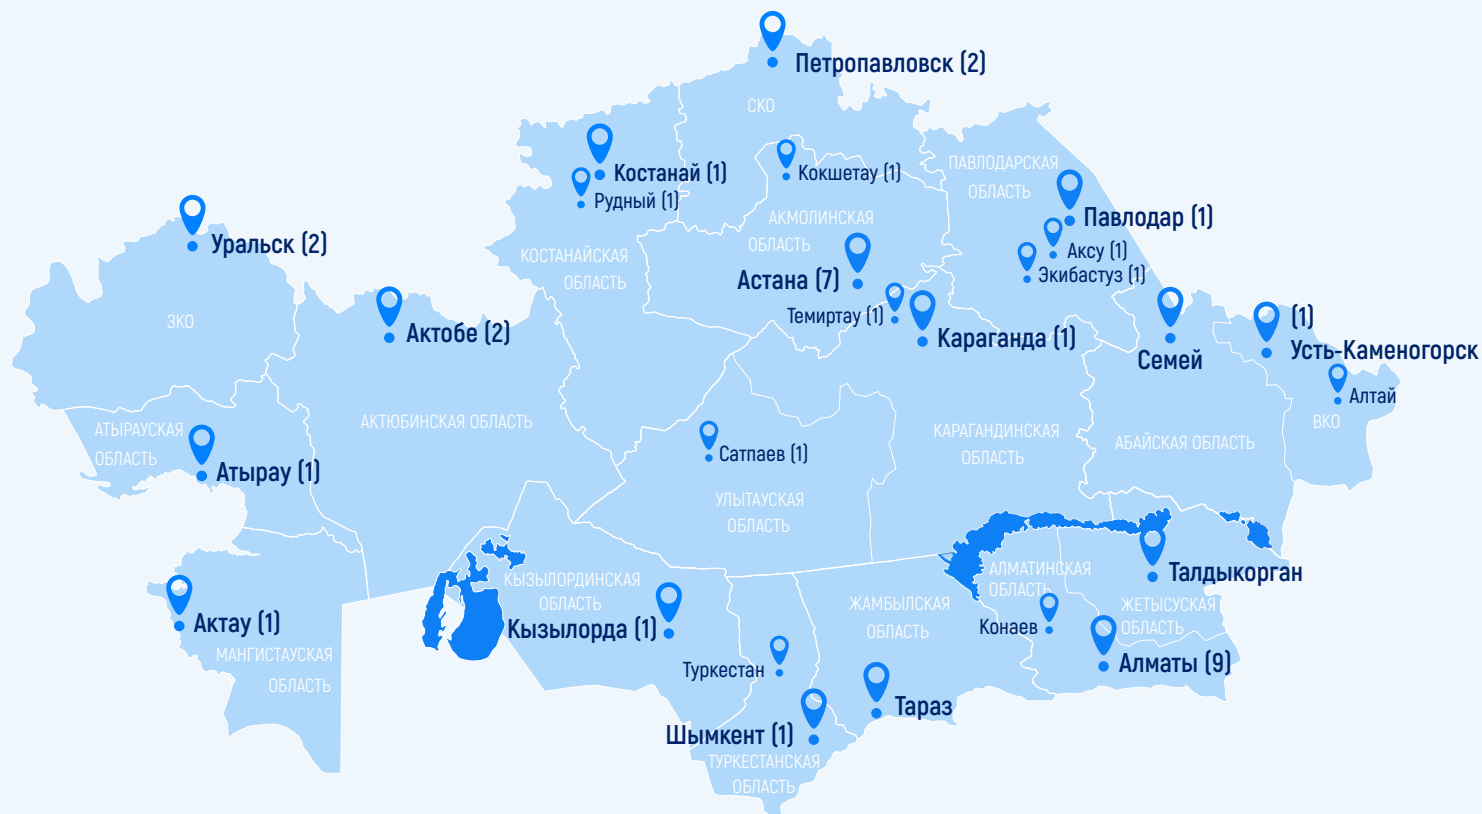 Петропавловск (2)
СКО
Костанай (1)
Рудный (1)
Кокшетау (1)
ПАВЛОДАРСКАЯ
ОБЛАСТЬ
Павлодар (1)
Аксу (1)
Экибастуз (1)
АКМОЛИНСКАЯ
ОБЛАСТЬ
Астана (7)
Уральск (2)
КОСТАНАЙСКАЯ
ОБЛАСТЬ
ЗКО
Актобе (2)
Темиртау (1)
Караганда (1)
Семей
(1)
Усть-Каменогорск
Алтай
ВКО
АТЫРАУСКАЯ
ОБЛАСТЬ
Атырау (1)
АКТЮБИНСКАЯ ОБЛАСТЬ
Сатпаев (1)
УЛЫТАУСКАЯ
ОБЛАСТЬ
КАРАГАНДИНСКАЯ
ОБЛАСТЬ
АБАЙСКАЯ ОБЛАСТЬ
Актау (1)
МАНГИСТАУСКАЯ
ОБЛАСТЬ
КЫЗЫЛОРДИНСКАЯ
ОБЛАСТЬ
Кызылорда (1)
ЖАМБЫЛСКАЯ
ОБЛАСТЬ
АЛМАТИНСКАЯ
ОБЛАСТЬ
Талдыкорган
ЖЕТЫСУСКАЯ
ОБЛАСТЬ
Конаев
Алматы (9)
Туркестан
Тараз
Шымкент (1)
ТУРКЕСТАНСКАЯ
ОБЛАСТЬ